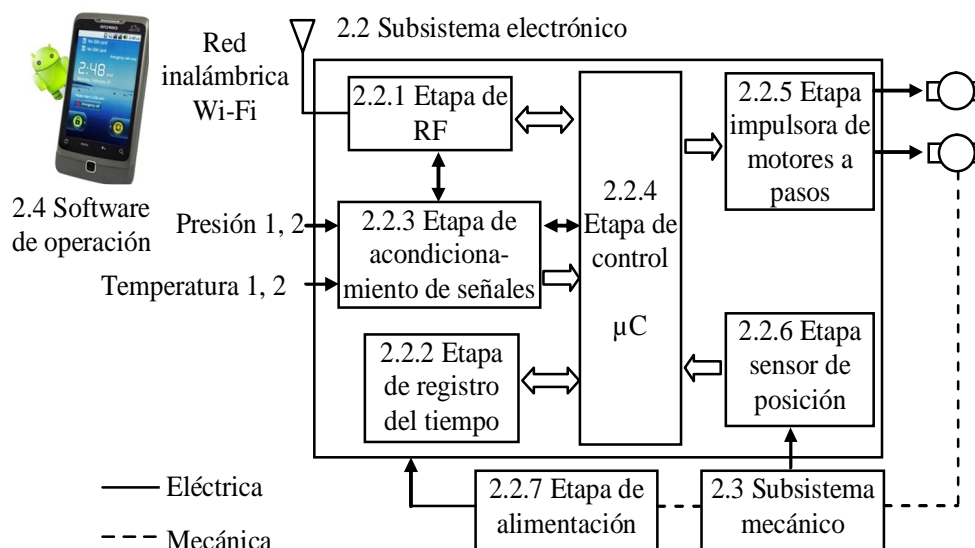 2.2 Subsistema electrónico
Red
inalámbrica
Wi-Fi
2.2.1 Etapa de
RF
2.2.5 Etapa
impulsora de
motores a
pasos
2:48
2.4 Software
de operación
Presión 1, 2
Temperatura 1, 2
2.2.3 Etapa de
acondiciona-
miento de señales
2.2.4
Etapa de
control
µC
2.2.2 Etapa
de registro
del tiempo
2.2.6 Etapa
sensor de
posición
Eléctrica
Mecánica
2.2.7 Etapa de
alimentación
2.3 Subsistema
mecánico